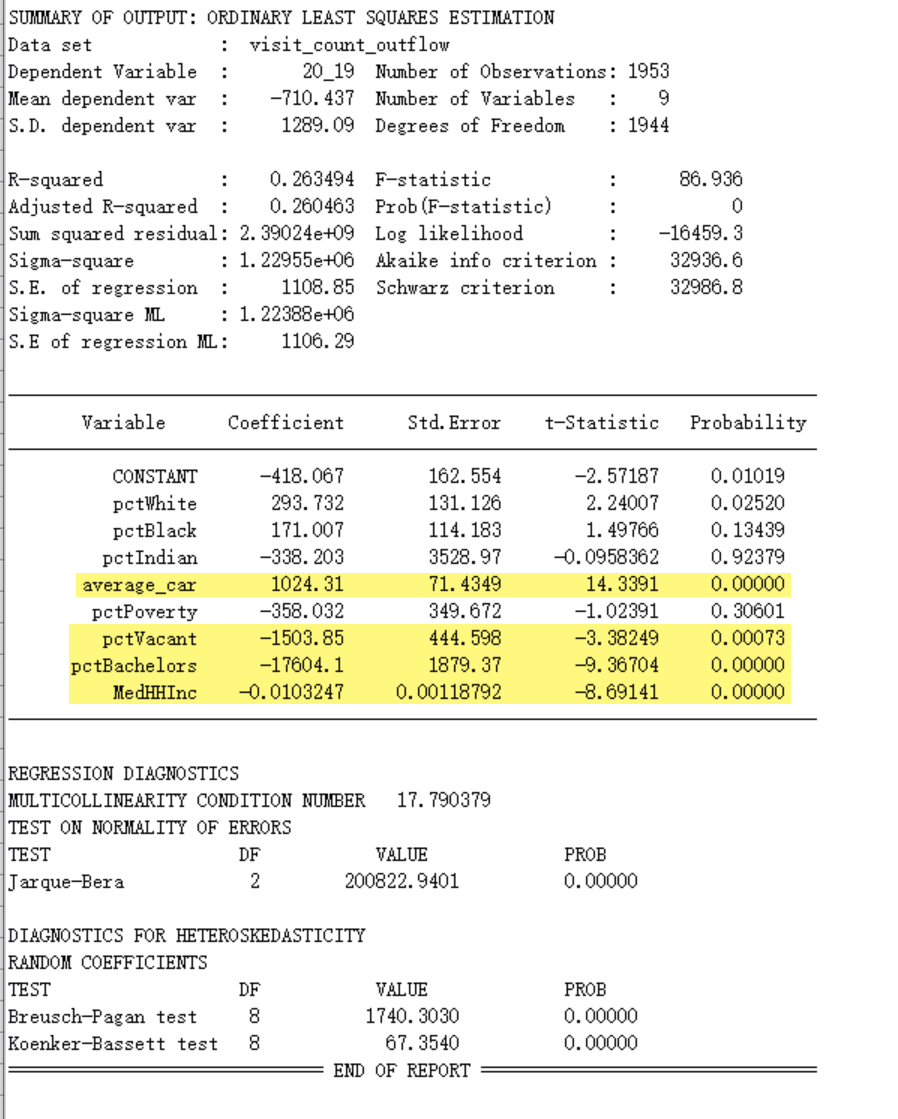 SUMMARY OF OUTPUT: ORDINARY LEAST SQUARES ESTIMATION
Data set : visit_count_outflow
Dependent Variable : 20_19 Number of Observations: 1953
Mean dependent var : -710.437 Number of Variables : 9
S.D. dependent var : 1289.09 Degrees of Freedom : 1944
R-squared : 0.263494 F-statistic : 86.936
Adjusted R-squared : 0.260463 Prob(F-statistic) : 0
Sum squared residual: 2.39024e+09 Log likelihood : -16459.3
Sigma-square : 1.22955e+06 Akaike info criterion : 32936.6
S.E. of regression : 1108.85 Schwarz criterion : 32986.8
Sigma-square ML : 1.22388e+06
S.E of regression ML: 1106.29
Variable Coefficient Std.Error t-Statistic Probability
CONSTANT -418.067 162.554 -2.57187 0.01019
pctWhite 293.732 131.126 2.24007 0.02520
pctBlack 171.007 114.183 1.49766 0.13439
pctIndian -338.203 3528.97 -0.0958362 0.92379
average_car 1024.31 71.4349 14.3391 0.00000
pctPoverty -358.032 349.672 -1.02391 0.30601
pctVacant -1503.85 444.598 -3.38249 0.00073
pctBachelors -17604.1 1879.37 -9.36704 0.00000
MedHHInc -0.0103247 0.00118792 -8.69141 0.00000
REGRESSION DIAGNOSTICS
MULTICOLLINEARITY CONDITION NUMBER 17.790379
TEST ON NORMALITY OF ERRORS
TEST DF VALUE PROB
Jarque-Bera 2 200822.9401 0.00000
DIAGNOSTICS FOR HETEROSKEDASTICITY
RANDOM COEFFICIENTS
TEST DF VALUE PROB
Breusch-Pagan test 8 1740.3030 0.00000
Koenker-Bassett test 8 67.3540 0.00000
END OF REPORT